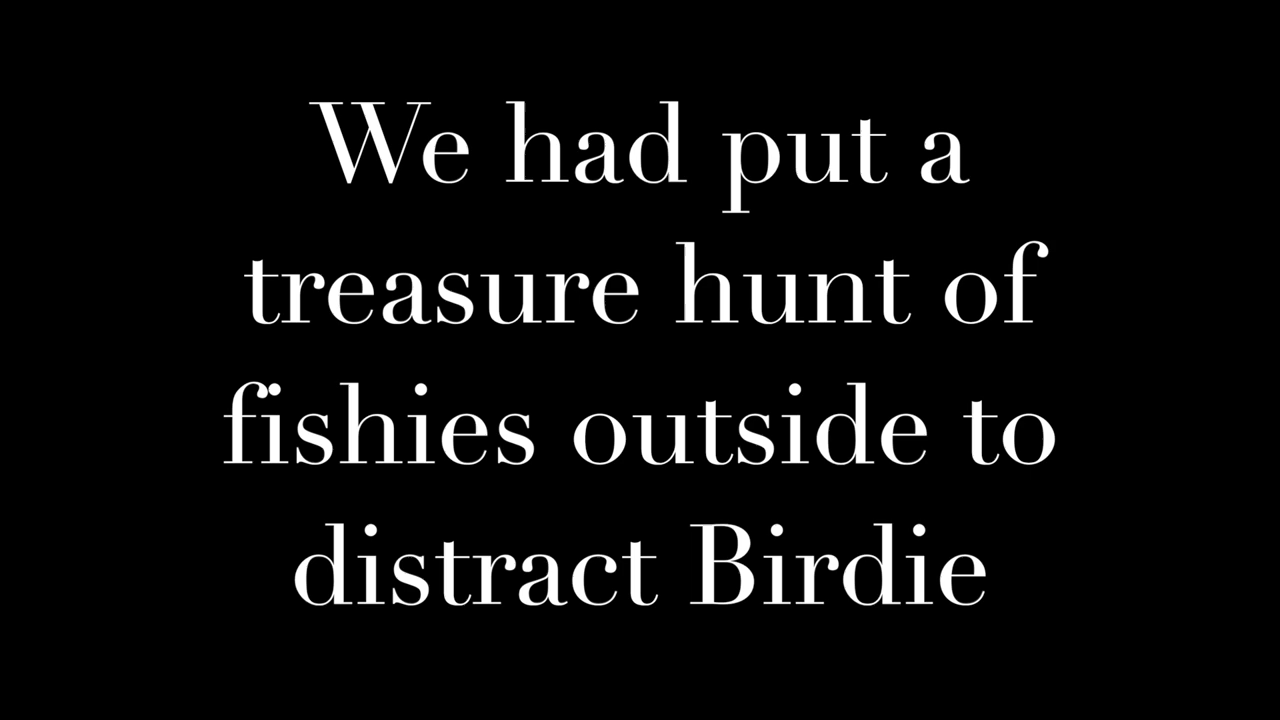 We had put a
treasure hunt of
fishies outside to
distract Birdie